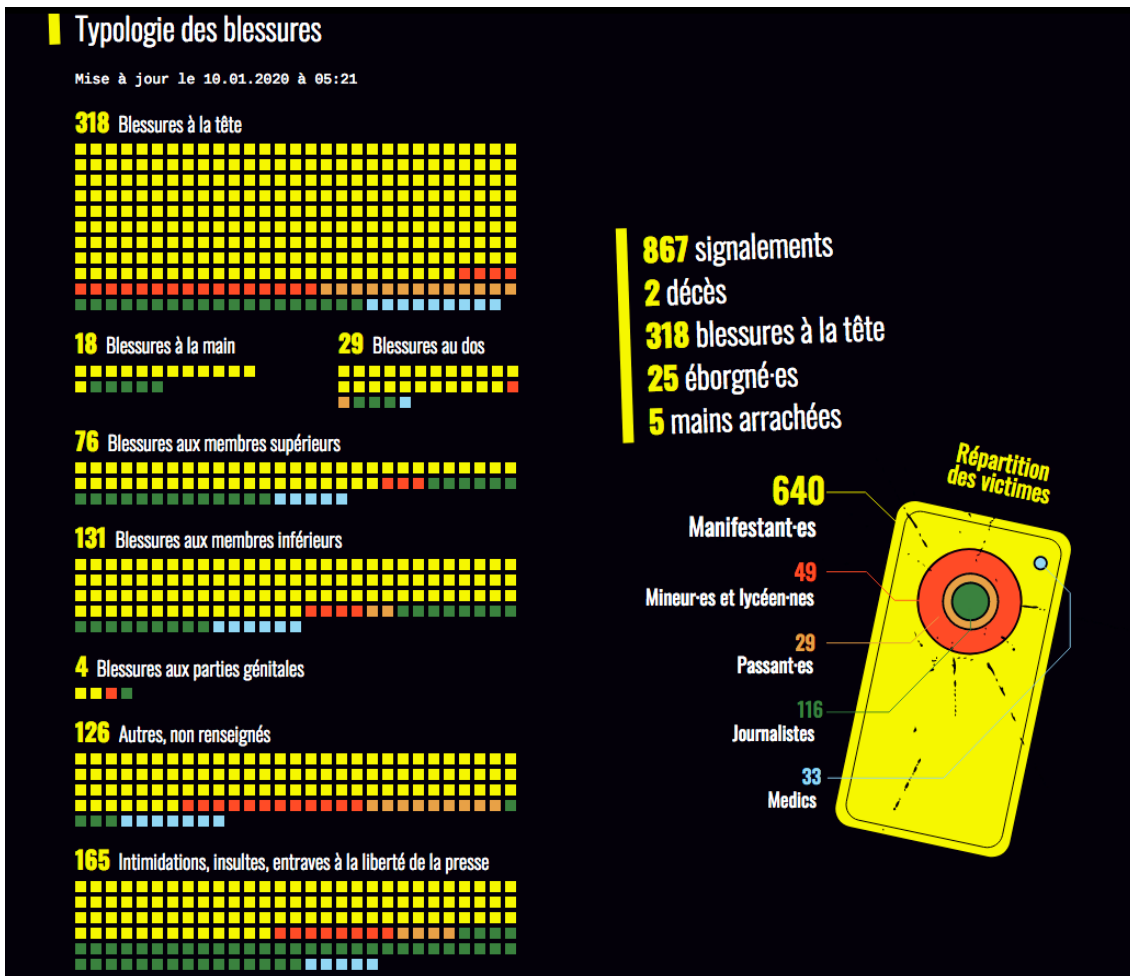 Typologie des blessures
Mise à jour le 10.01.2020 à 05:21
318 Blessures à la tête
18 Blessures à la main
29 Blessures au dos
76 Blessures aux membres supérieurs
131 Blessures aux membres inférieurs
4 Blessures aux parties génitales
126 Autres, non renseignés
165 Intimidations, insultes, entraves à la liberté de la presse
867 signalements
2 décès
318 blessures à la tête
25 éborgné·es
5 mains arrachées
Répartition
des victimes
640
Manifestant·es
49
Mineur·es et lycéen·nes
29
Passant·es
116
Journalistes
33
Medics